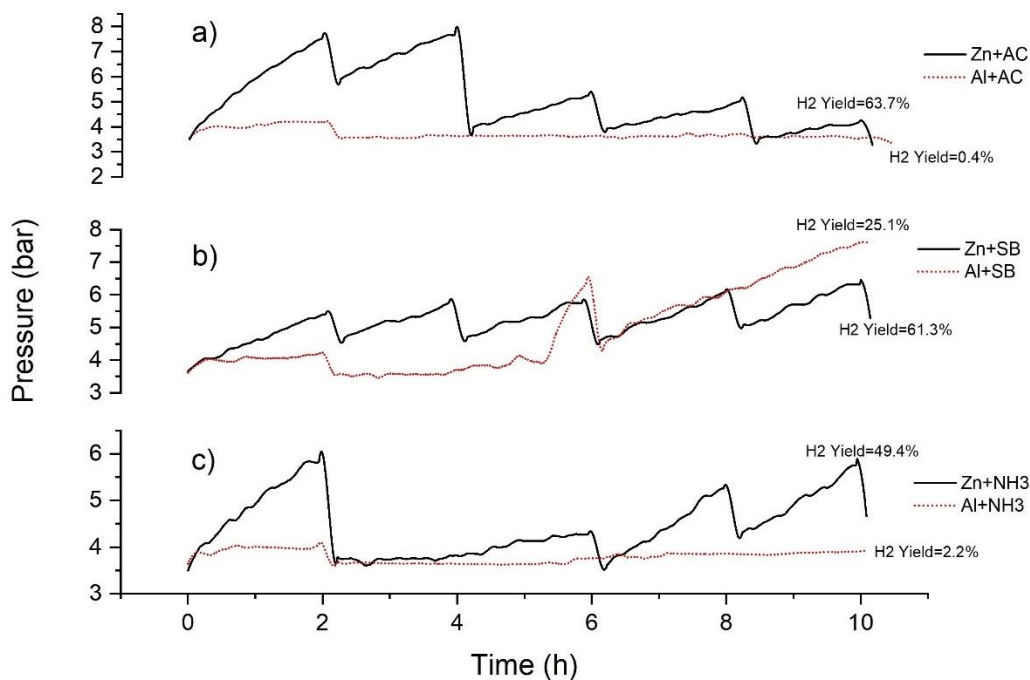 a)
8
7
6
5
4
3
2
Zn+AC
Al+AC
H2 Yield=63.7%
H2 Yield=0.4%
b)
8
7
6
5
4
3
H2 Yield=25.1%
Zn+SB
Al+SB
H2 Yield=61.3%
Pressure (bar)
c)
6
5
4
3
H2 Yield=49.4%
Zn+NH3
Al+NH3
H2 Yield=2.2%
0 2 4 6 8 10
Time (h)